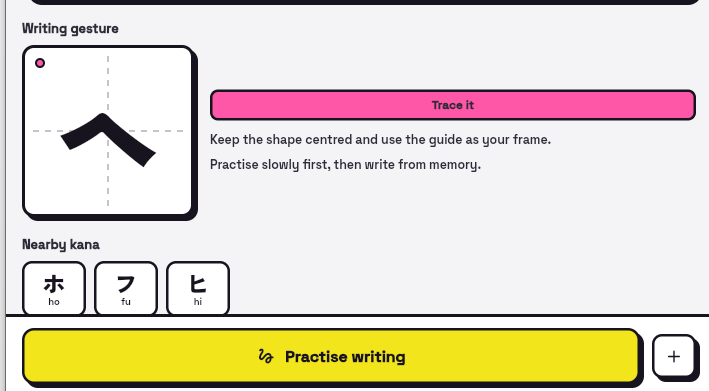 Writing gesture
ヘ
Trace it
Keep the shape centred and use the guide as your frame.
Practise slowly first, then write from memory.
Nearby kana
ホ フ ヒ
ho fu hi
Practise writing
+